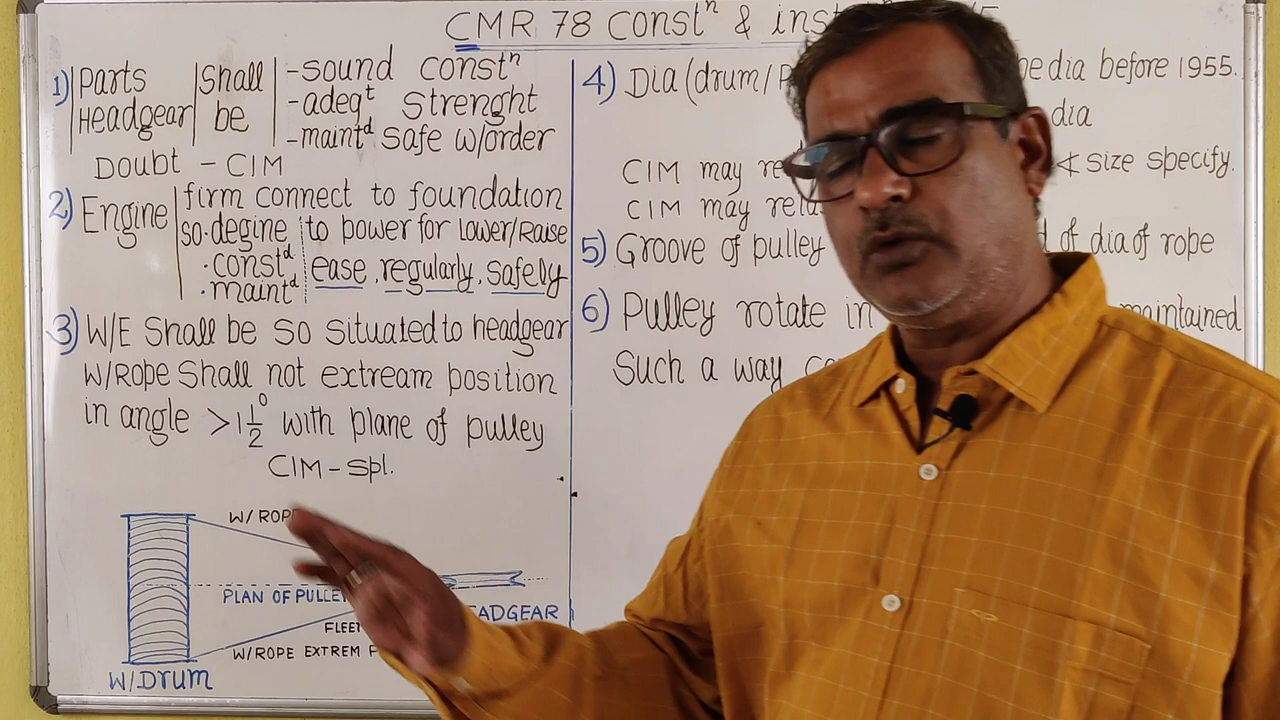 CMR 78 Constⁿ & inst
1) Parts Headgear Shall be -sound constⁿ
-adeqᵗ Strenght
-maintᵈ safe w/order
Doubt - CIM
2) Engine firm connect to foundation
so·degine to power for Lower/Raise
·constᵈ ease, regularly, safely
·maintᵈ
3) W/E Shall be so situated to headgear
W/Rope Shall not extream position
in angle >1½° with plane of pulley
CIM - spl.
W/ROPE
PLAN OF PULLEY
HEADGEAR
FLEET
W/ROPE EXTREM
W/Drum
4) Dia (drum/ pe dia before 1955.
dia
CIM may ≮ size specify.
CIM may rela
5) Groove of pulley of dia of rope
6) Pulley rotate in maintained
Such a way